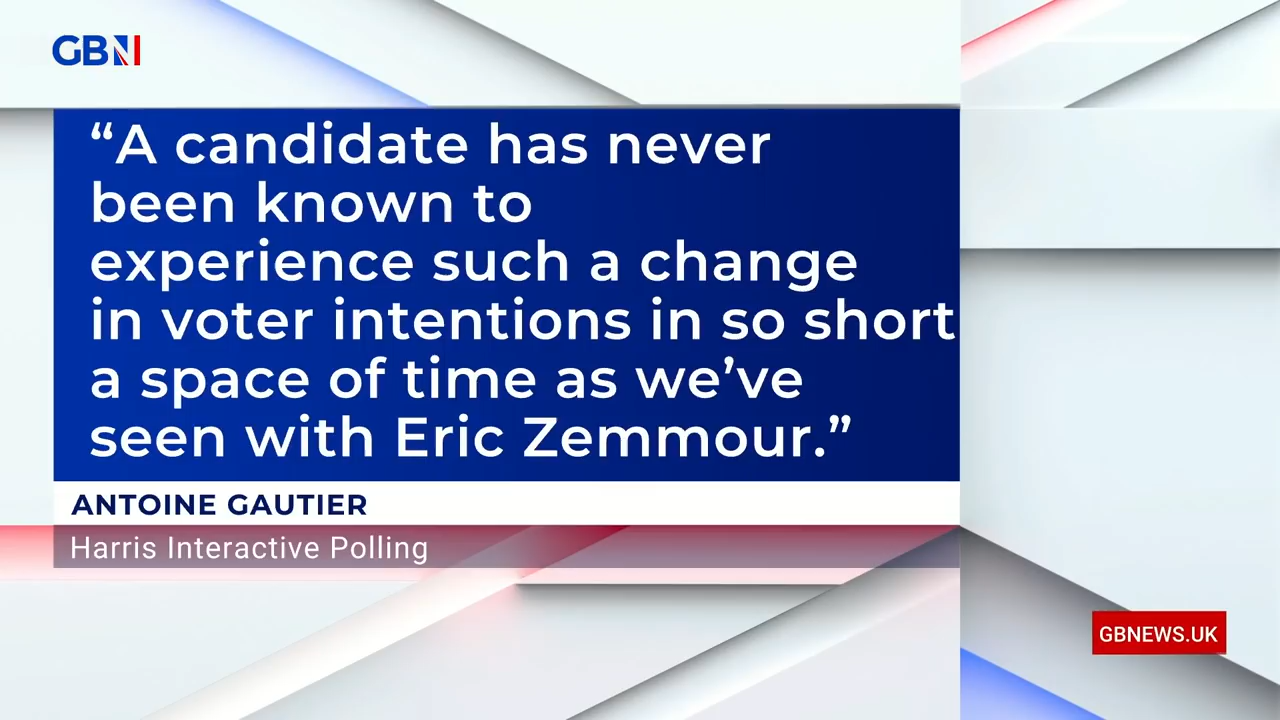 GBN
“A candidate has never
been known to
experience such a change
in voter intentions in so short
a space of time as we’ve
seen with Eric Zemmour.”
ANTOINE GAUTIER
Harris Interactive Polling
GBNEWS.UK